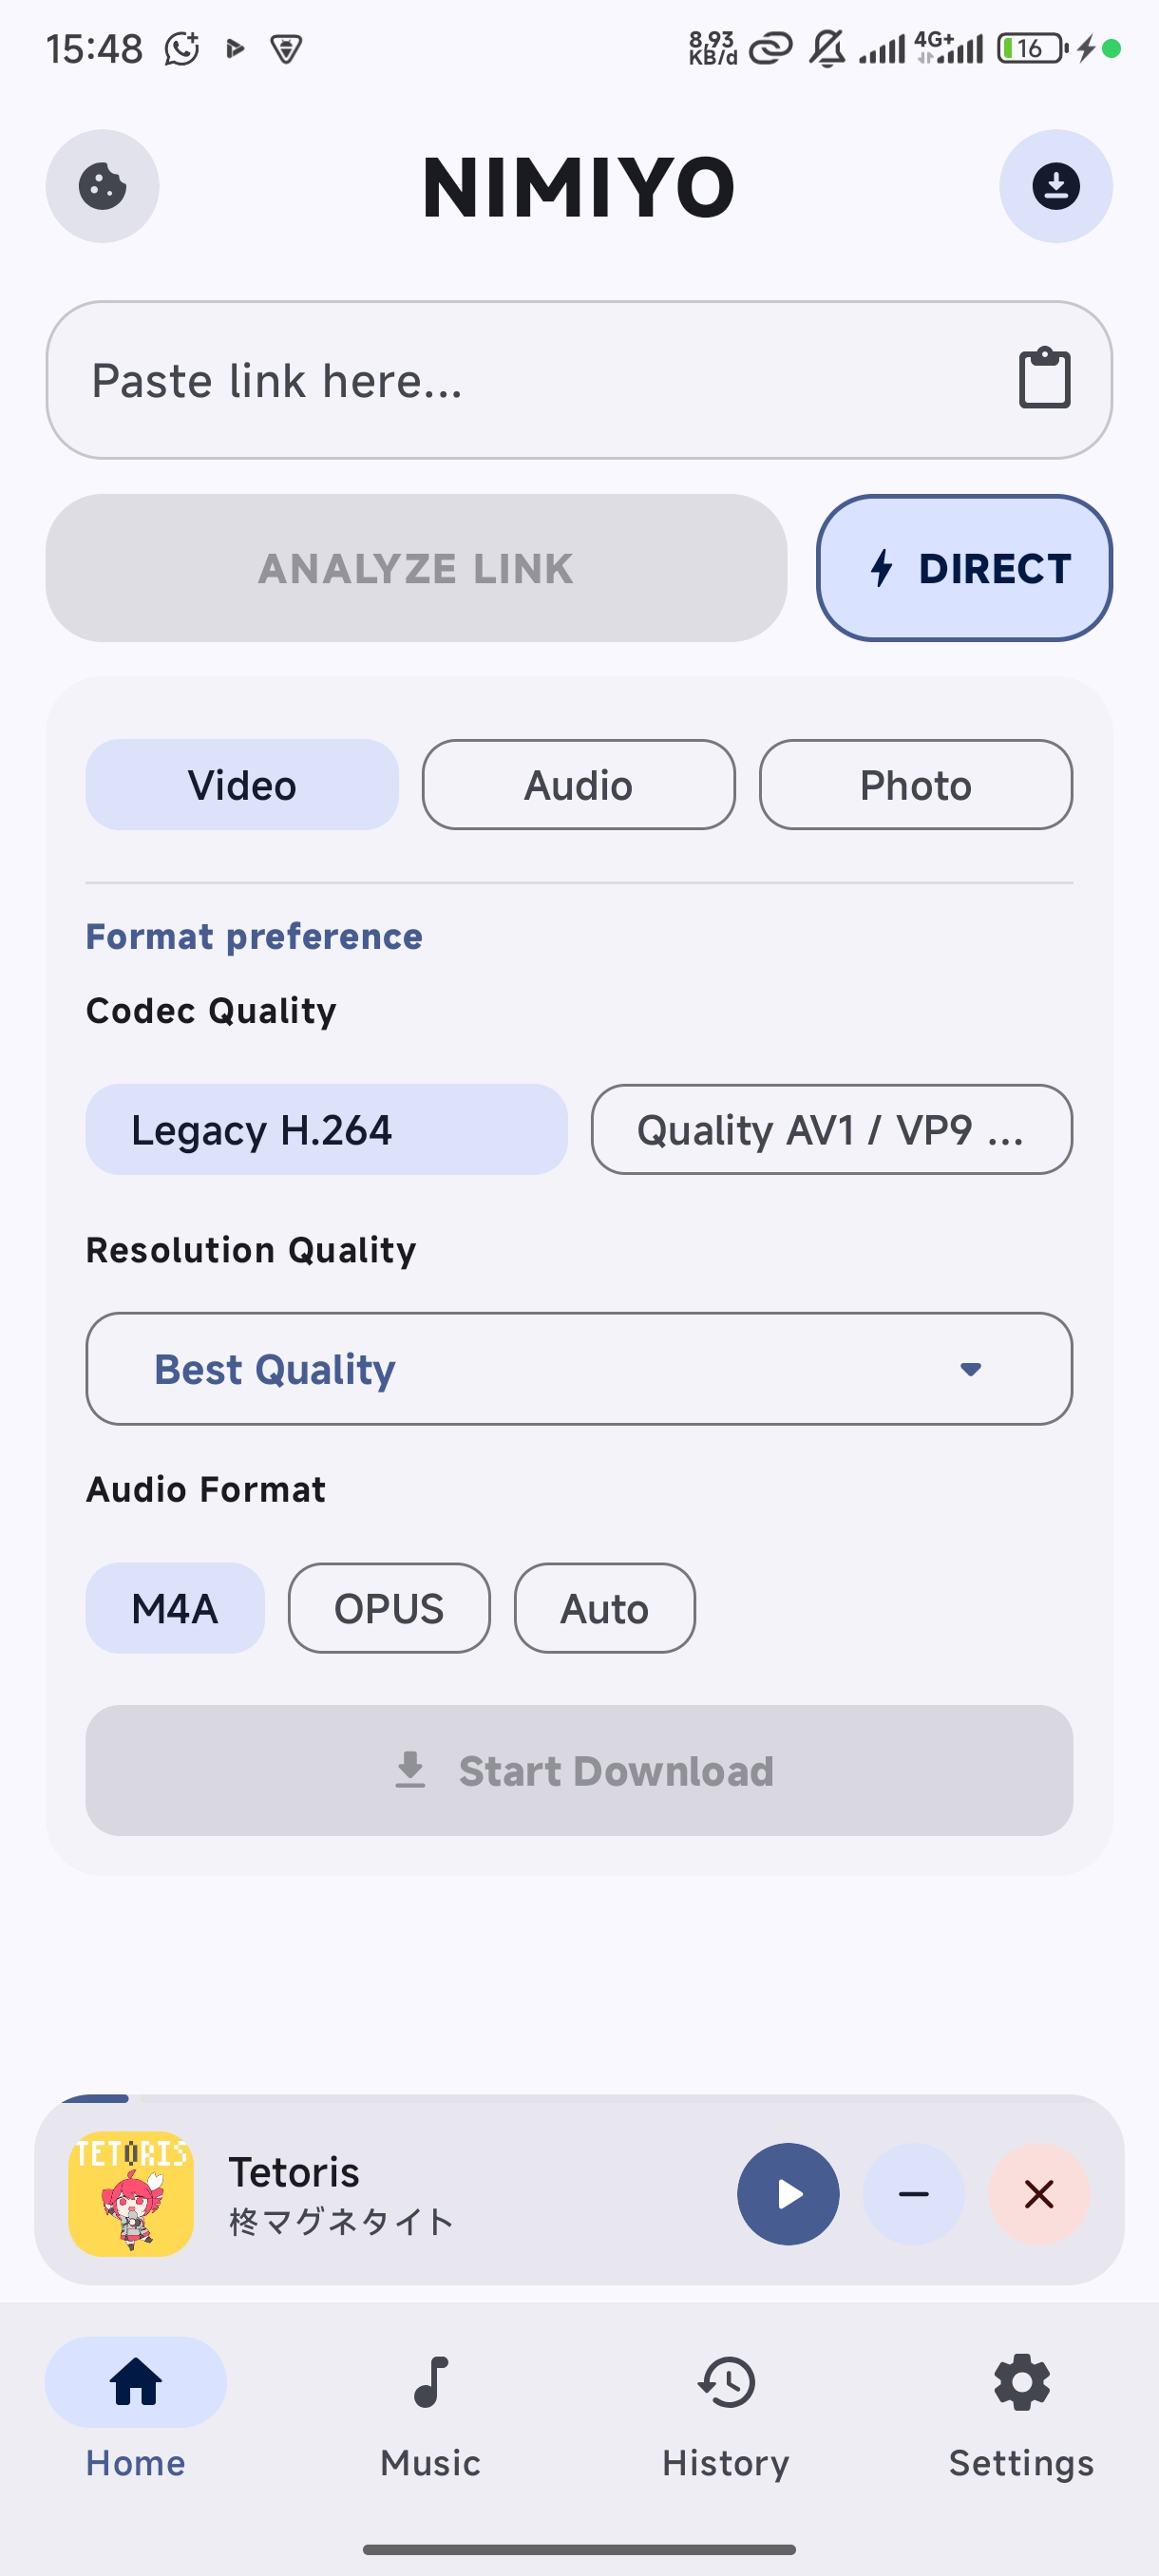 15:48
8.93
KB/d
4G+
16
NIMIYO
Paste link here...
ANALYZE LINK
DIRECT
Video
Audio
Photo
Format preference
Codec Quality
Legacy H.264
Quality AV1 / VP9 ...
Resolution Quality
Best Quality
Audio Format
M4A
OPUS
Auto
Start Download
TETORIS
Tetoris
柊マグネタイト
Home
Music
History
Settings